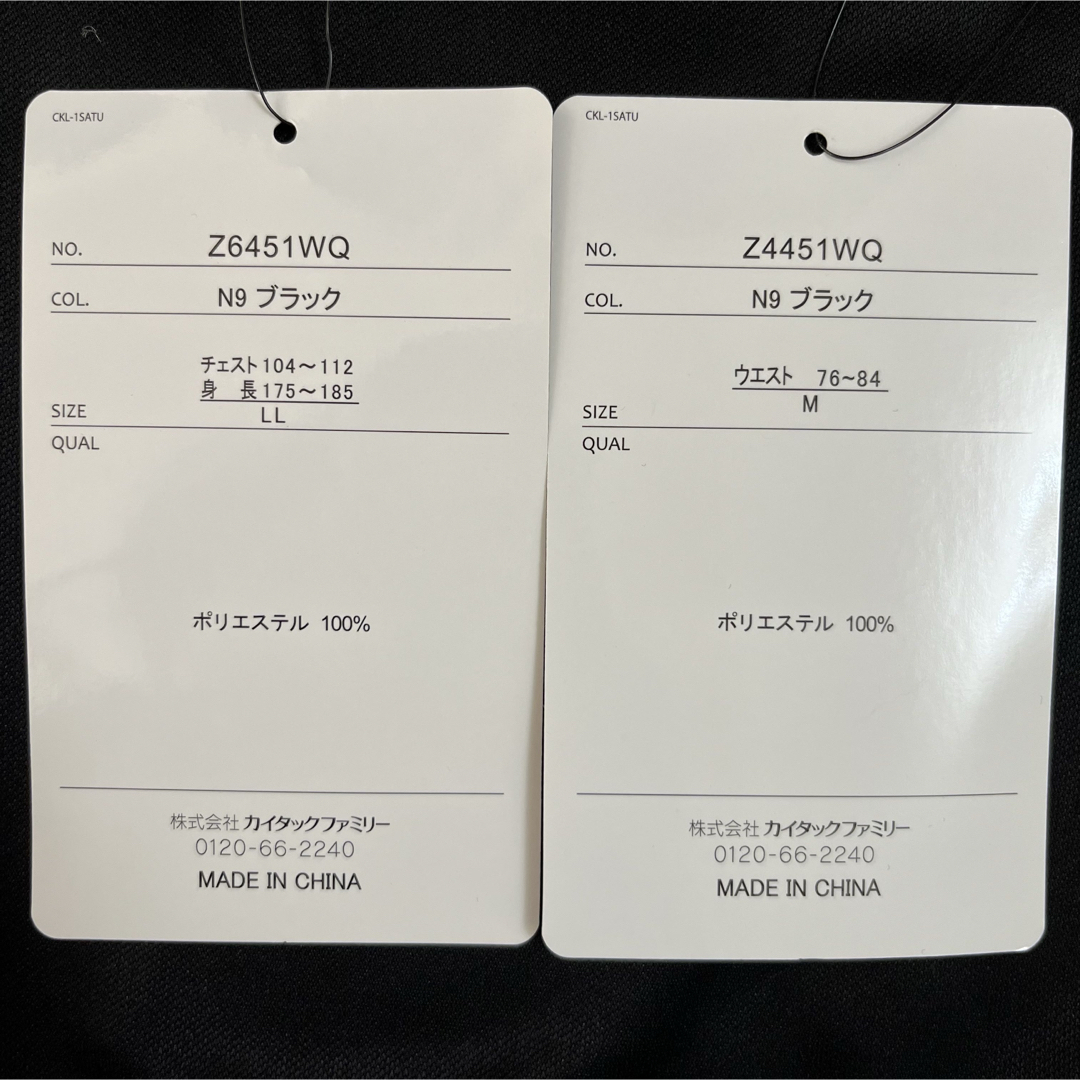 CKL-1SATU
NO. Z6451WQ
COL. N9 ブラック
チェスト104～112
身 長175～185
SIZE LL
QUAL
ポリエステル 100%
株式会社 カイタックファミリー
0120-66-2240
MADE IN CHINA
CKL-1SATU
NO. Z4451WQ
COL. N9 ブラック
ウエスト 76~84
SIZE M
QUAL
ポリエステル 100%
株式会社 カイタックファミリー
0120-66-2240
MADE IN CHINA